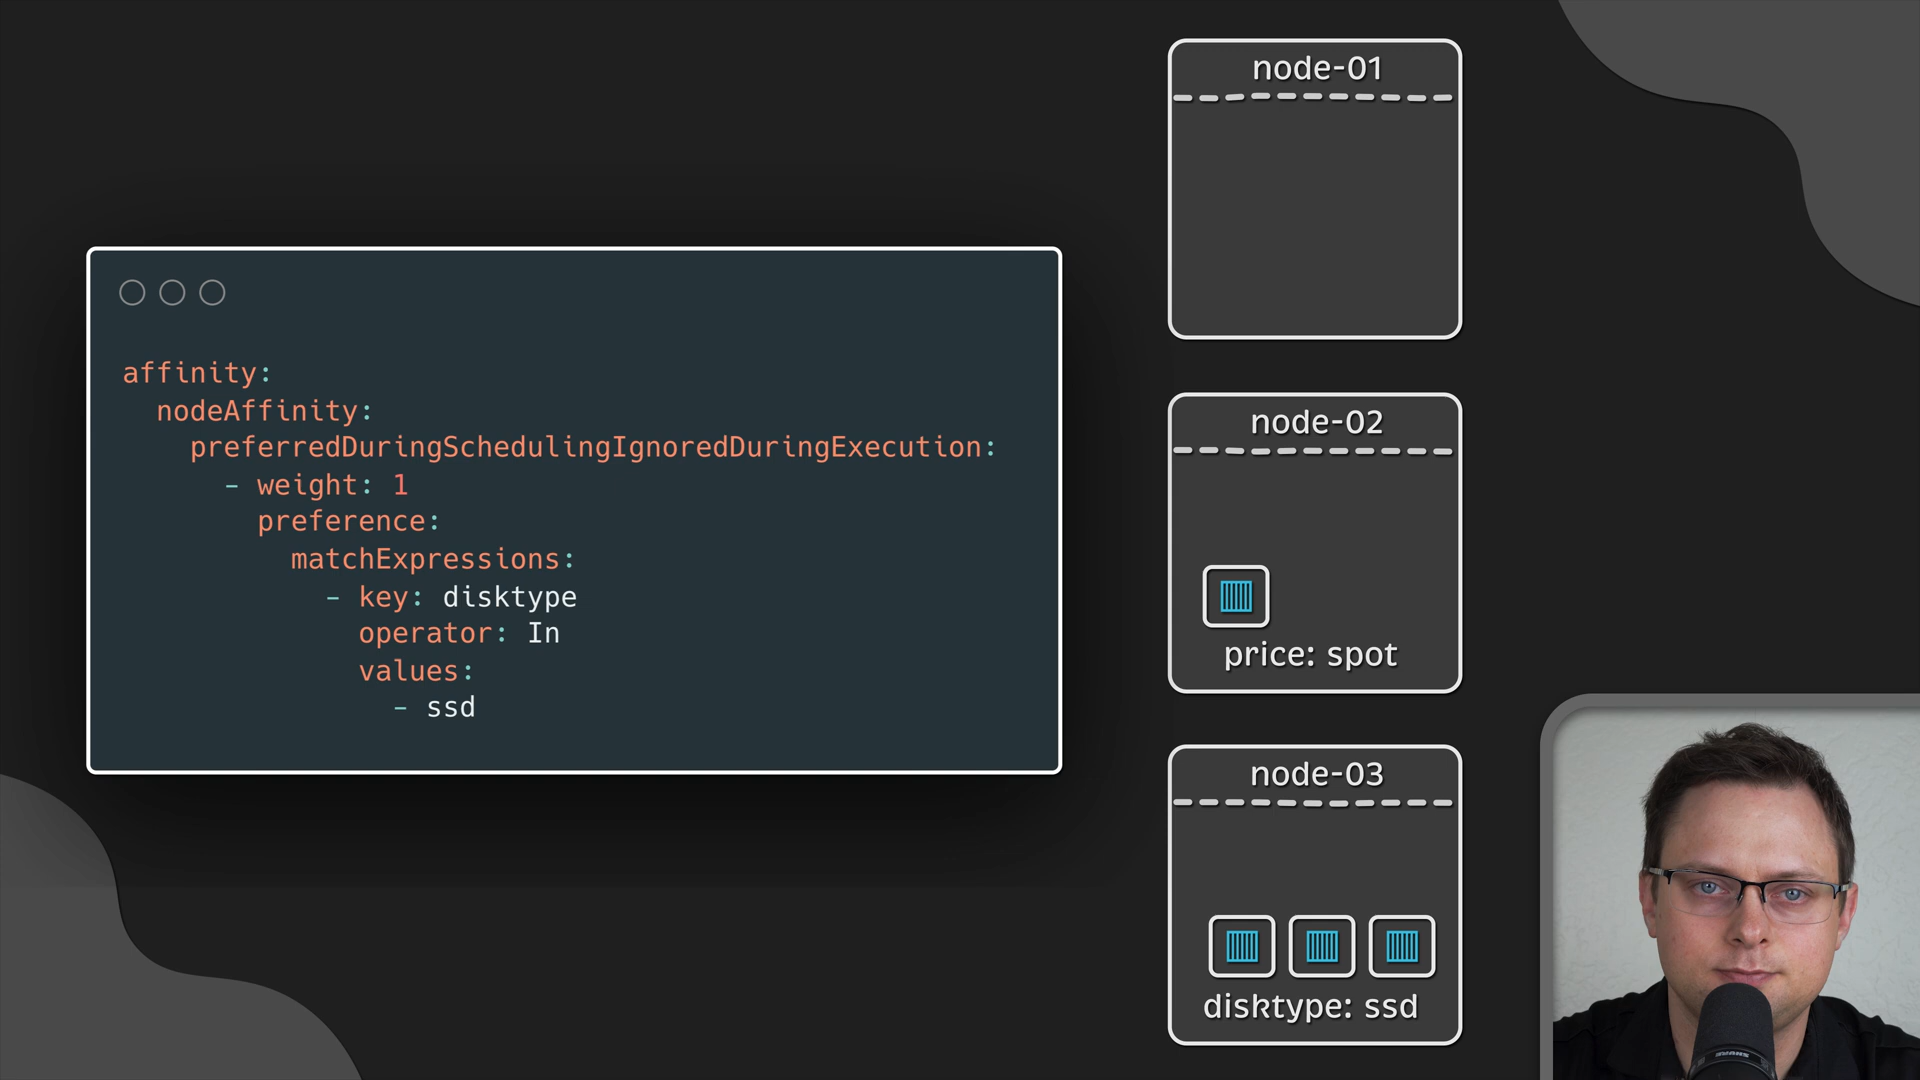 affinity:
nodeAffinity:
preferredDuringSchedulingIgnoredDuringExecution:
- weight: 1
preference:
matchExpressions:
- key: disktype
operator: In
values:
- ssd
node-01
node-02
price: spot
node-03
disktype: ssd